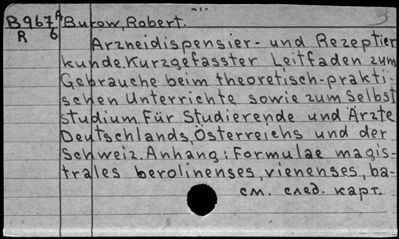 B967A Burow, Robert. 3
R 6
Arzneidispensier- und Rezeptier
kunde. Kurzgefasster Leitfaden zum
Gebrauche beim theoretisch-prakti-
schen Unterrichte sowie zum Selbst
studium. Für Studierende und Ärzte
Deutschlands, Österreichs und der
Schweiz. Anhang: Formulae magis-
trales berolinenses, vienenses, ba-
см. след. карт.